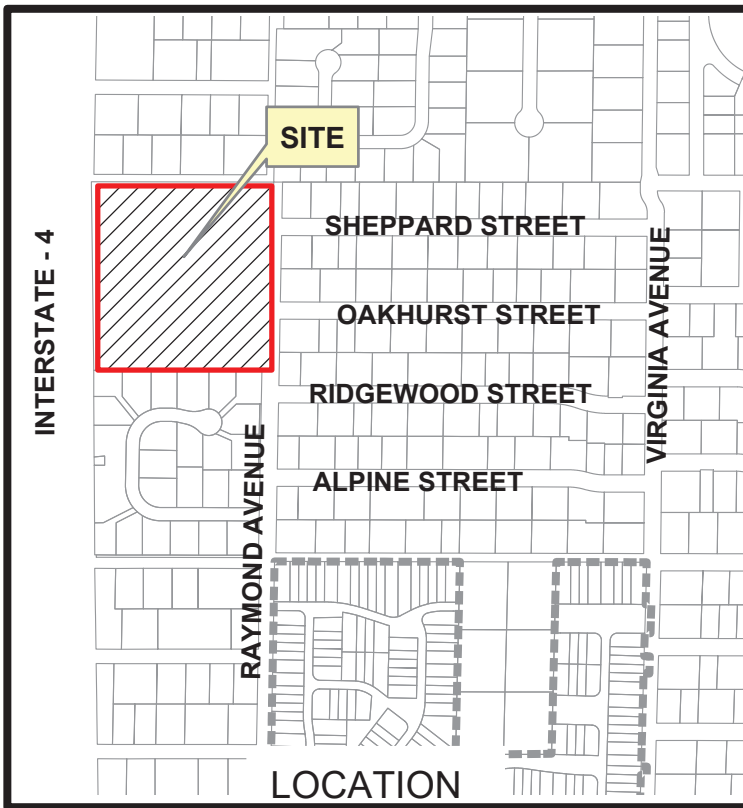 SITE
SHEPPARD STREET
INTERSTATE - 4
VIRGINIA AVENUE
OAKHURST STREET
RIDGEWOOD STREET
RAYMOND AVENUE
ALPINE STREET
LOCATION